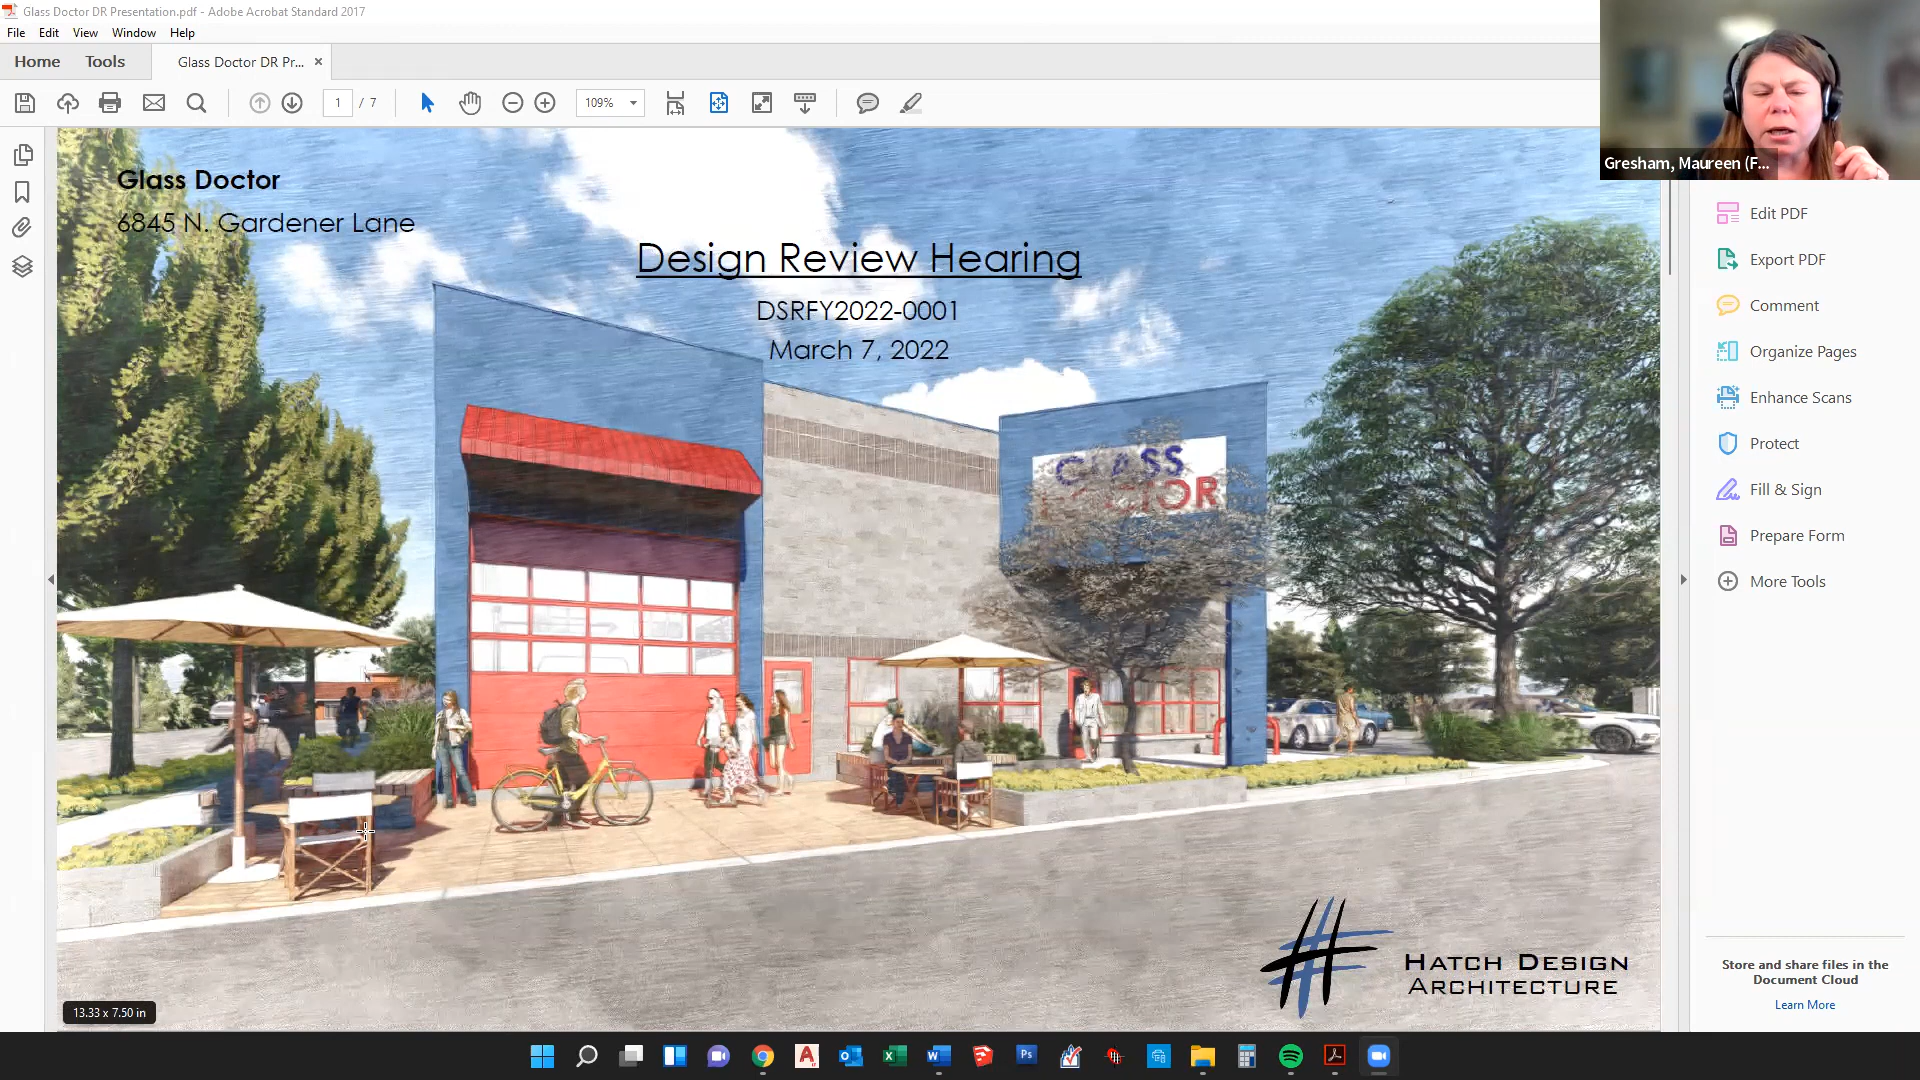 Glass Doctor DR Presentation.pdf - Adobe Acrobat Standard 2017
File Edit View Window Help
Home Tools Glass Doctor DR Pr... ×
1 / 7 109%
Gresham, Maureen (F...
Glass Doctor
6845 N. Gardener Lane
Design Review Hearing
DSRFY2022-0001
March 7, 2022
GLASS
DOCTOR
HATCH DESIGN
ARCHITECTURE
13.33 x 7.50 in
Edit PDF
Export PDF
Comment
Organize Pages
Enhance Scans
Protect
Fill & Sign
Prepare Form
More Tools
Store and share files in the
Document Cloud
Learn More